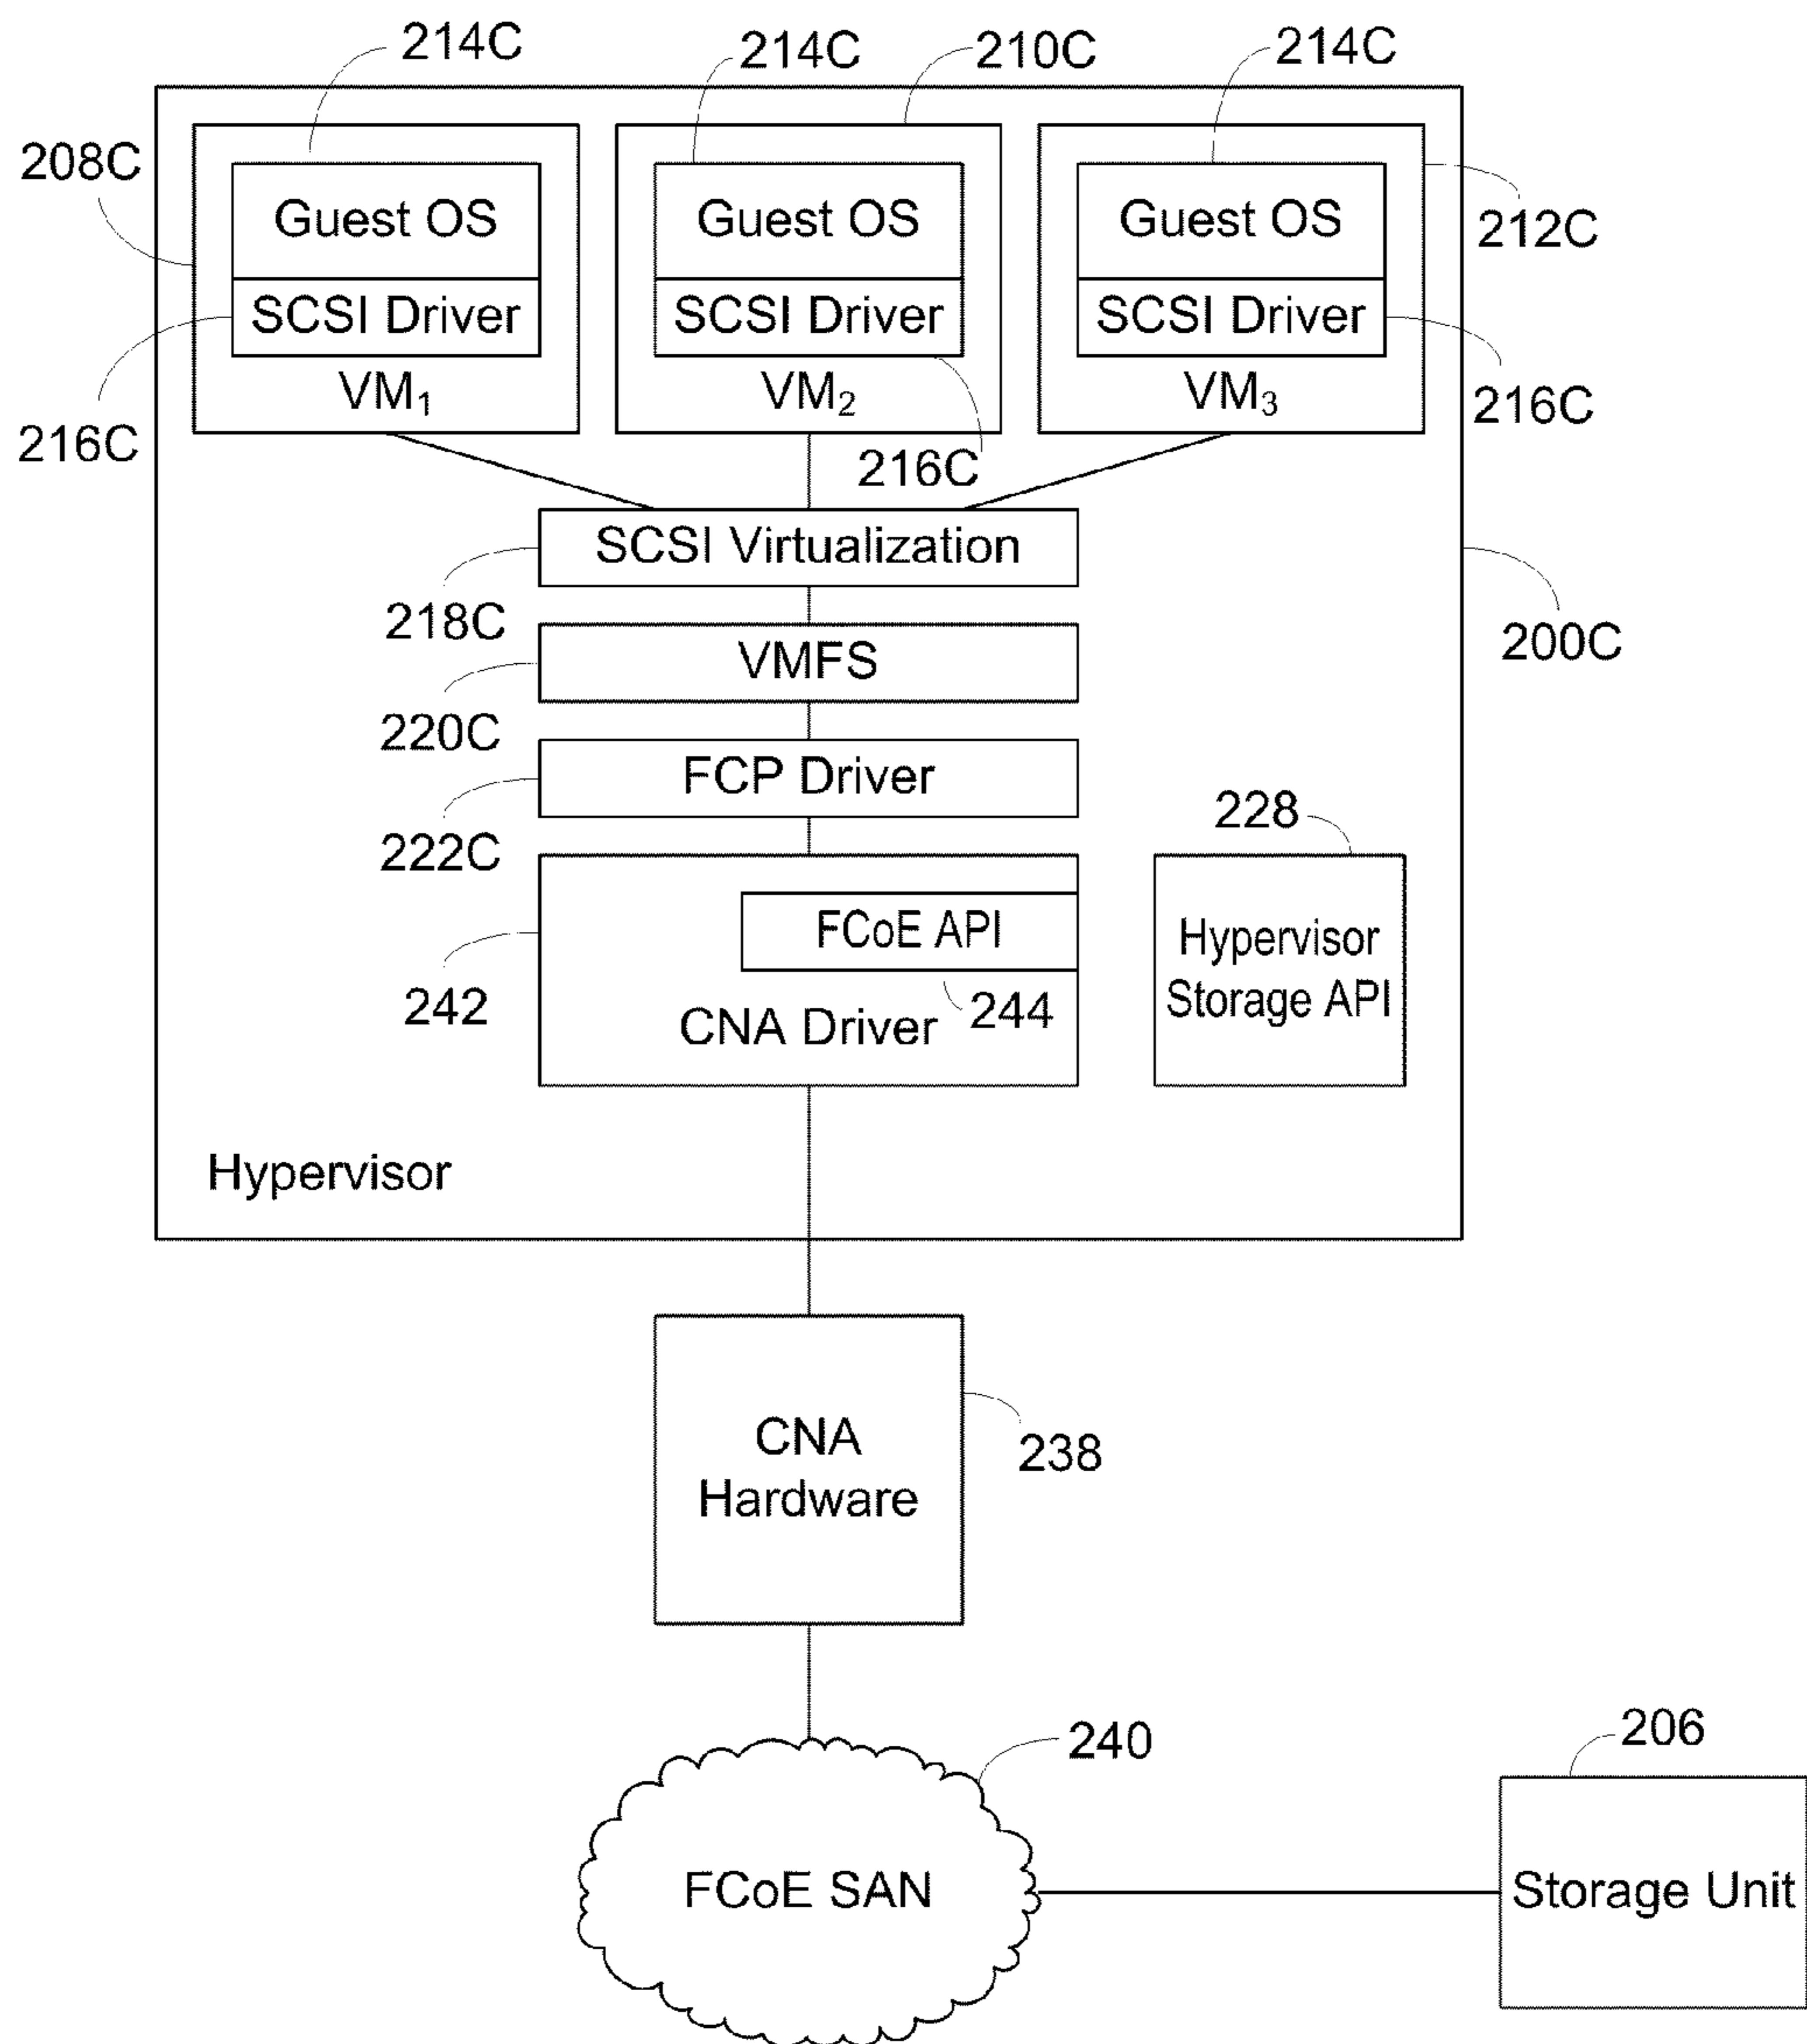 214C
214C
210C
214C
208C
Guest OS
Guest OS
Guest OS
212C
SCSI Driver
SCSI Driver
SCSI Driver
VM₁
VM₂
VM₃
216C
216C
216C
SCSI Virtualization
218C
200C
VMFS
220C
FCP Driver
222C
228
FCoE API
Hypervisor
Storage API
242
244
CNA Driver
Hypervisor
CNA
Hardware
238
240
206
FCoE SAN
Storage Unit